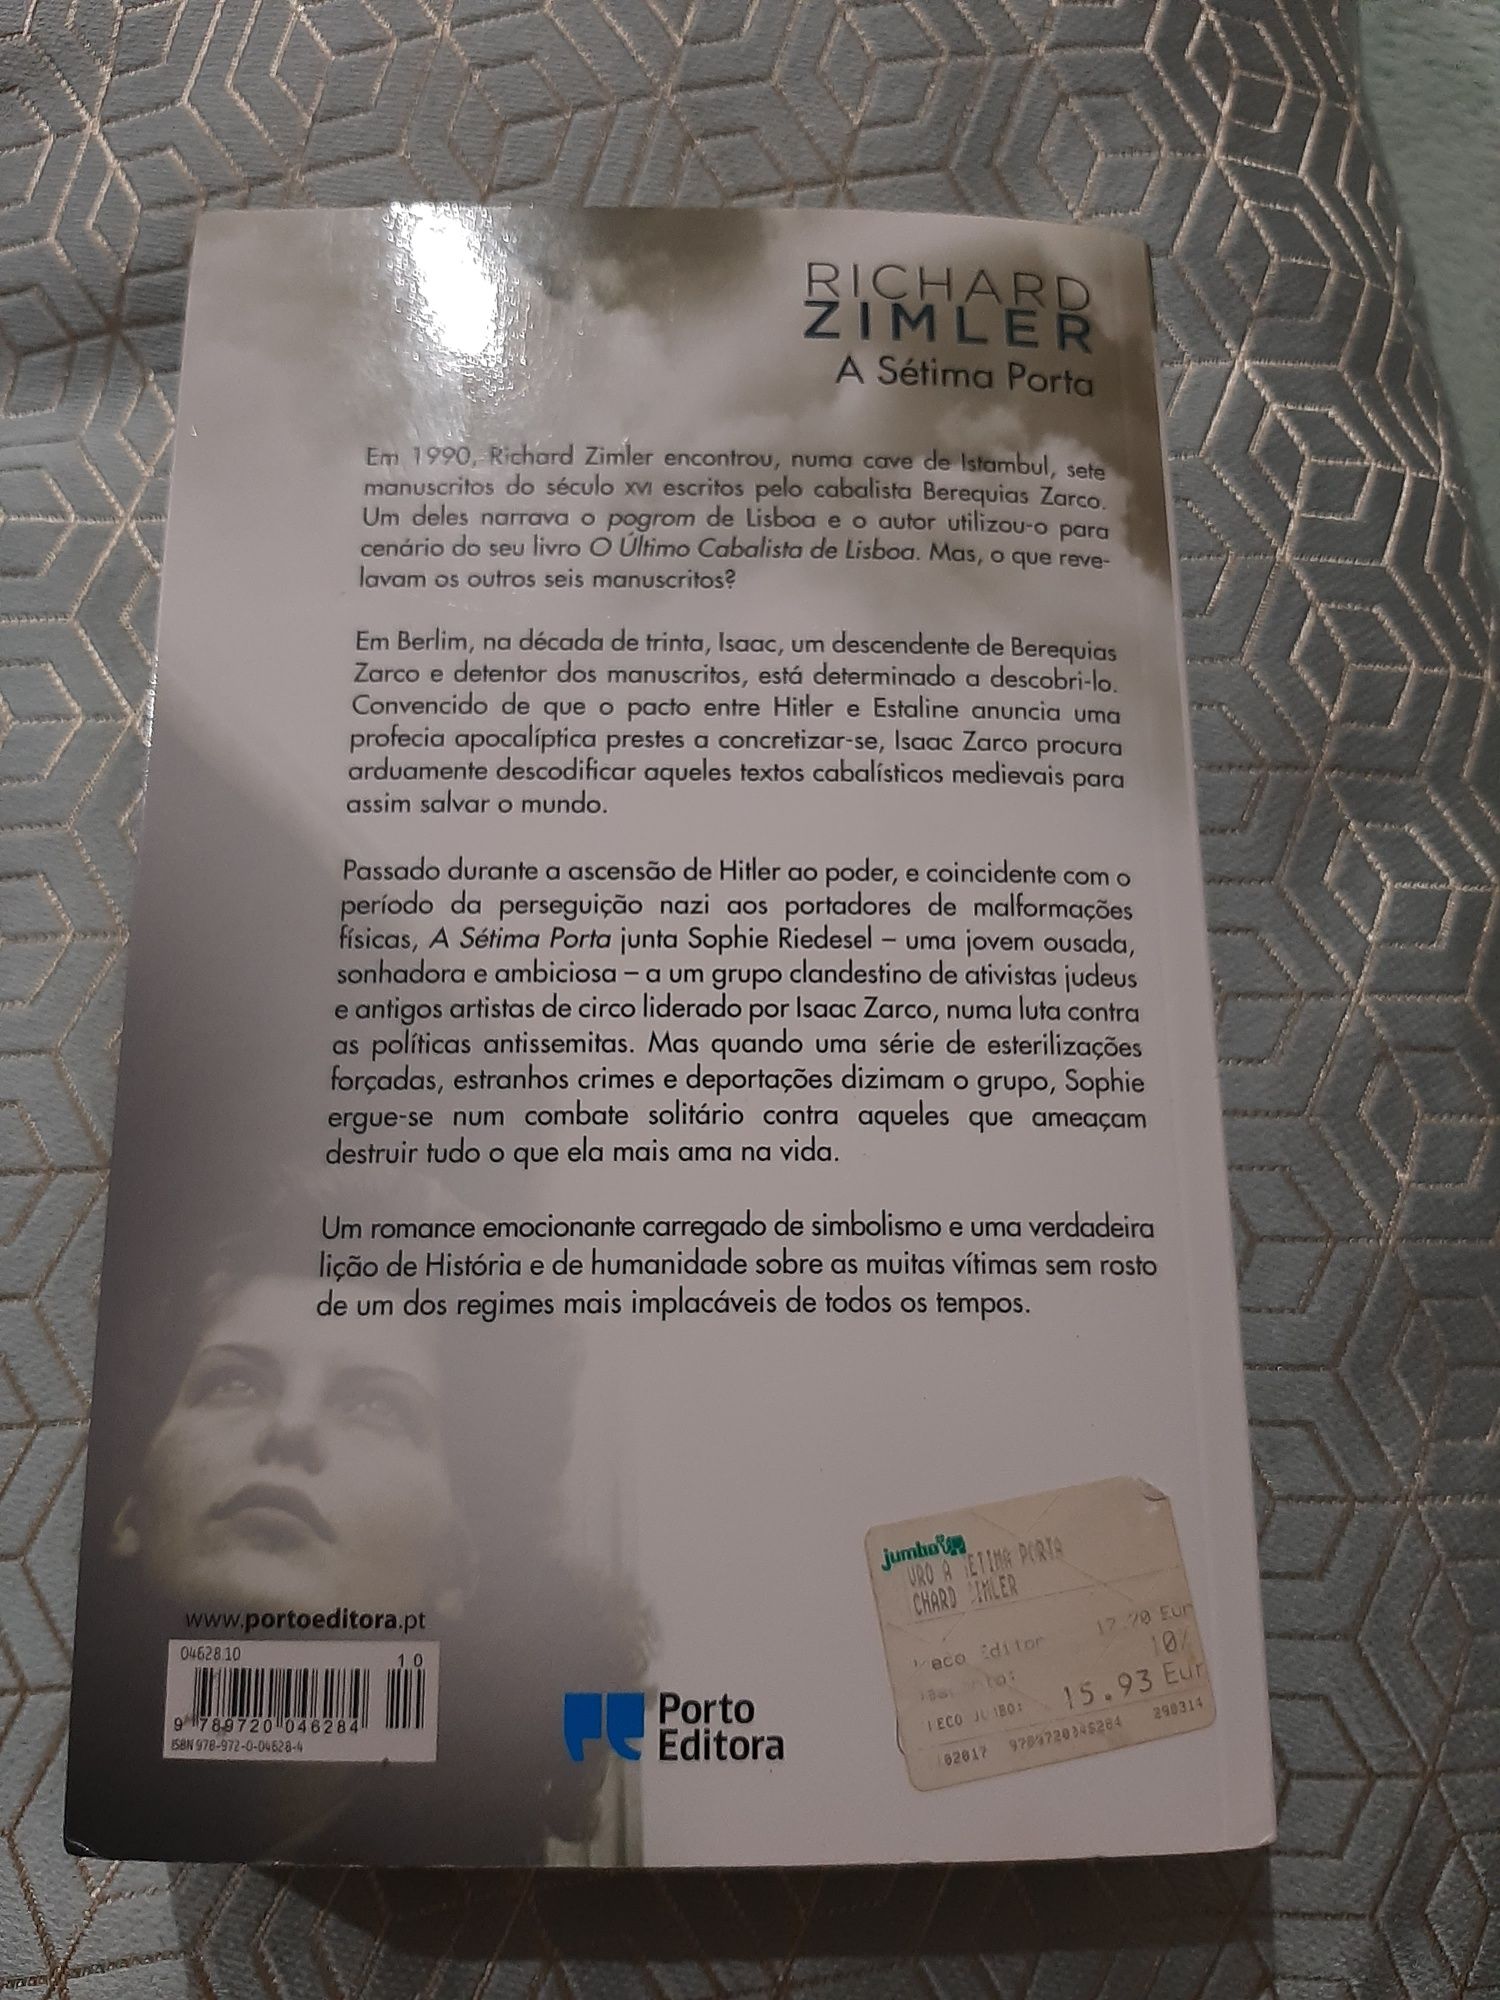 RICHARD
ZIMLER
A Sétima Porta
Em 1990, Richard Zimler encontrou, numa cave de Istambul, sete
manuscritos do século XVI escritos pelo cabalista Berequias Zarco.
Um deles narrava o pogrom de Lisboa e o autor utilizou-o para
cenário do seu livro O Último Cabalista de Lisboa. Mas, o que reve-
lavam os outros seis manuscritos?
Em Berlim, na década de trinta, Isaac, um descendente de Berequias
Zarco e detentor dos manuscritos, está determinado a descobri-lo.
Convencido de que o pacto entre Hitler e Estaline anuncia uma
profecia apocalíptica prestes a concretizar-se, Isaac Zarco procura
arduamente descodificar aqueles textos cabalísticos medievais para
assim salvar o mundo.
Passado durante a ascensão de Hitler ao poder, e coincidente com o
período da perseguição nazi aos portadores de malformações
físicas, A Sétima Porta junta Sophie Riedesel – uma jovem ousada,
sonhadora e ambiciosa – a um grupo clandestino de ativistas judeus
e antigos artistas de circo liderado por Isaac Zarco, numa luta contra
as políticas antissemitas. Mas quando uma série de esterilizações
forçadas, estranhos crimes e deportações dizimam o grupo, Sophie
ergue-se num combate solitário contra aqueles que ameaçam
destruir tudo o que ela mais ama na vida.
Um romance emocionante carregado de simbolismo e uma verdadeira
lição de História e de humanidade sobre as muitas vítimas sem rosto
de um dos regimes mais implacáveis de todos os tempos.
www.portoeditora.pt
04628.10
10
9 789720 046284
ISBN 978-972-0-04628-4
Porto
Editora
jumbo
VRO A SETIMA PORTA
CHARD ZIMLER
Editor
10%
15.93 Eur
9789720046284 290314